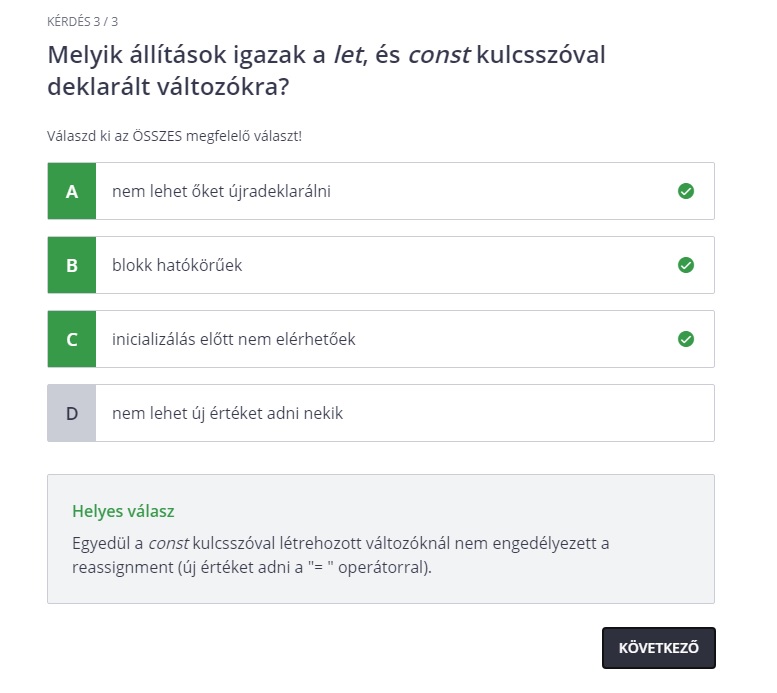 KÉRDÉS 3 / 3
Melyik állítások igazak a let, és const kulcsszóval
deklarált változókra?
Válaszd ki az ÖSSZES megfelelő választ!
A nem lehet őket újradeklarálni
B blokk hatókörűek
C inicializálás előtt nem elérhetőek
D nem lehet új értéket adni nekik
Helyes válasz
Egyedül a const kulcsszóval létrehozott változóknál nem engedélyezett a
reassignment (új értéket adni a "= " operátorral).
KÖVETKEZŐ